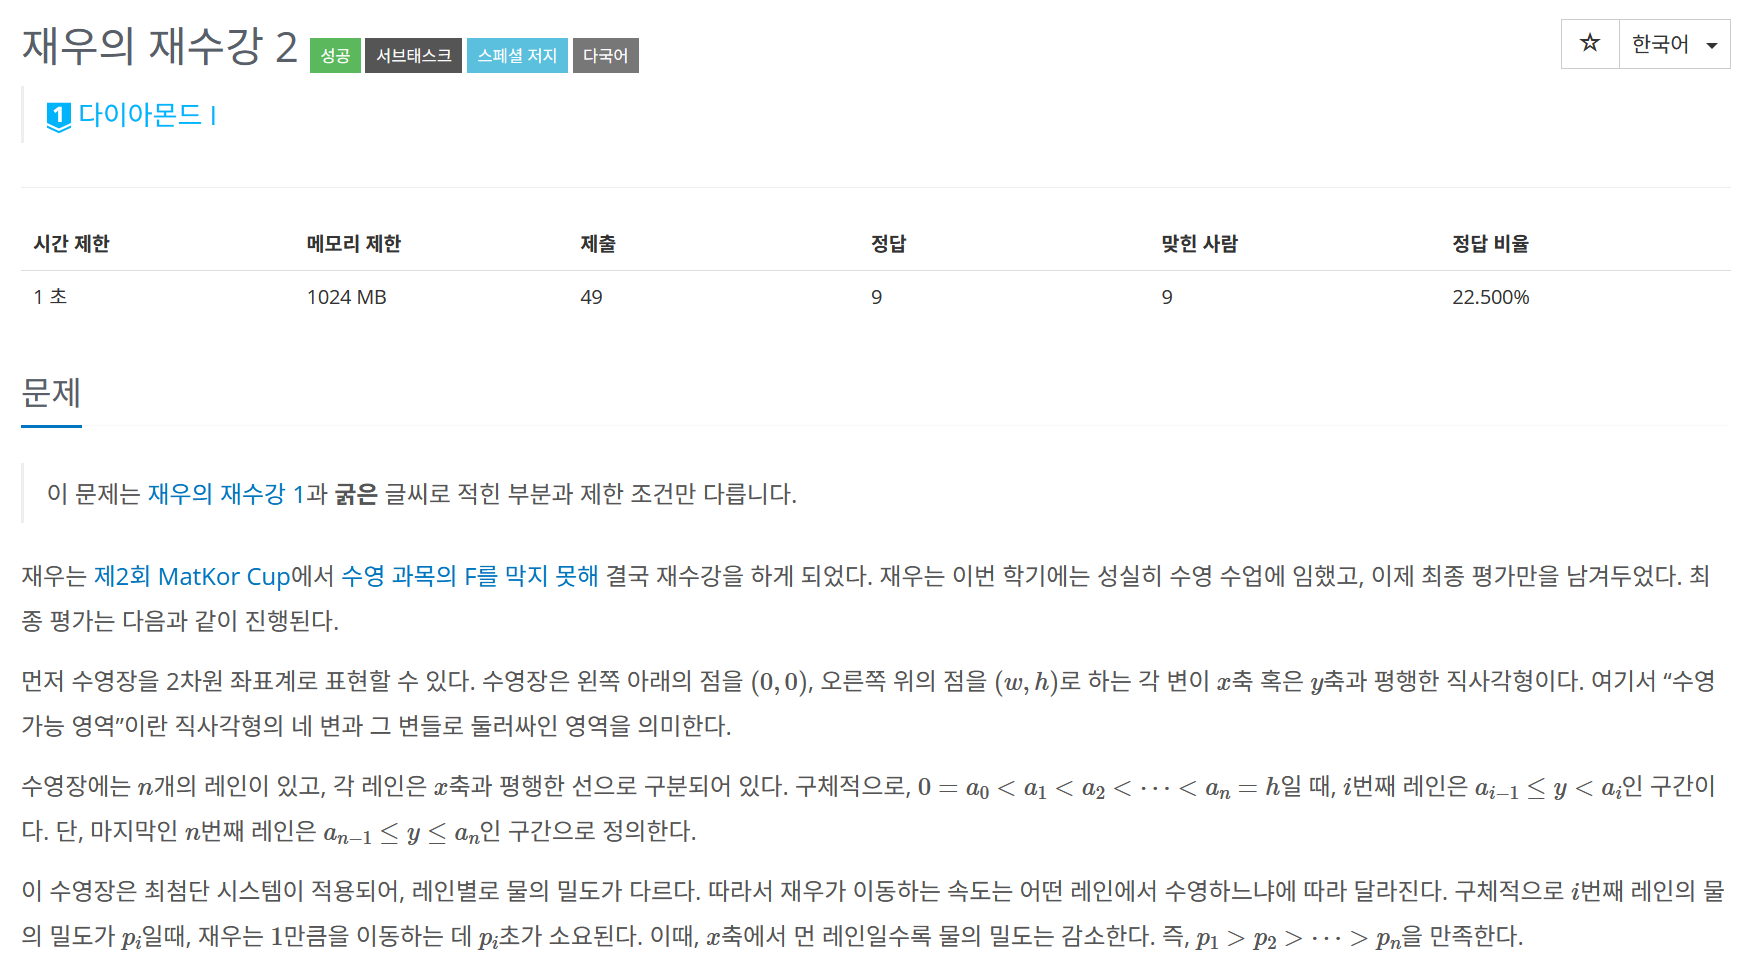 재우의 재수강 2 성공 서브태스크 스페셜 저지 다국어 ☆ 한국어
1 다이아몬드 I
시간 제한 메모리 제한 제출 정답 맞힌 사람 정답 비율
1 초 1024 MB 49 9 9 22.500%
문제
이 문제는 재우의 재수강 1과 굵은 글씨로 적힌 부분과 제한 조건만 다릅니다.
재우는 제2회 MatKor Cup에서 수영 과목의 F를 막지 못해 결국 재수강을 하게 되었다. 재우는 이번 학기에는 성실히 수영 수업에 임했고, 이제 최종 평가만을 남겨두었다. 최
종 평가는 다음과 같이 진행된다.
먼저 수영장을 2차원 좌표계로 표현할 수 있다. 수영장은 왼쪽 아래의 점을 (0, 0), 오른쪽 위의 점을 (w, h)로 하는 각 변이 x축 혹은 y축과 평행한 직사각형이다. 여기서 “수영
가능 영역”이란 직사각형의 네 변과 그 변들로 둘러싸인 영역을 의미한다.
수영장에는 n개의 레인이 있고, 각 레인은 x축과 평행한 선으로 구분되어 있다. 구체적으로, 0 = a₀ < a₁ < a₂ < ⋯ < aₙ = h일 때, i번째 레인은 aᵢ₋₁ ≤ y < aᵢ인 구간이
다. 단, 마지막인 n번째 레인은 aₙ₋₁ ≤ y ≤ aₙ인 구간으로 정의한다.
이 수영장은 최첨단 시스템이 적용되어, 레인별로 물의 밀도가 다르다. 따라서 재우가 이동하는 속도는 어떤 레인에서 수영하느냐에 따라 달라진다. 구체적으로 i번째 레인의 물
의 밀도가 pᵢ일때, 재우는 1만큼을 이동하는 데 pᵢ초가 소요된다. 이때, x축에서 먼 레인일수록 물의 밀도는 감소한다. 즉, p₁ > p₂ > ⋯ > pₙ을 만족한다.